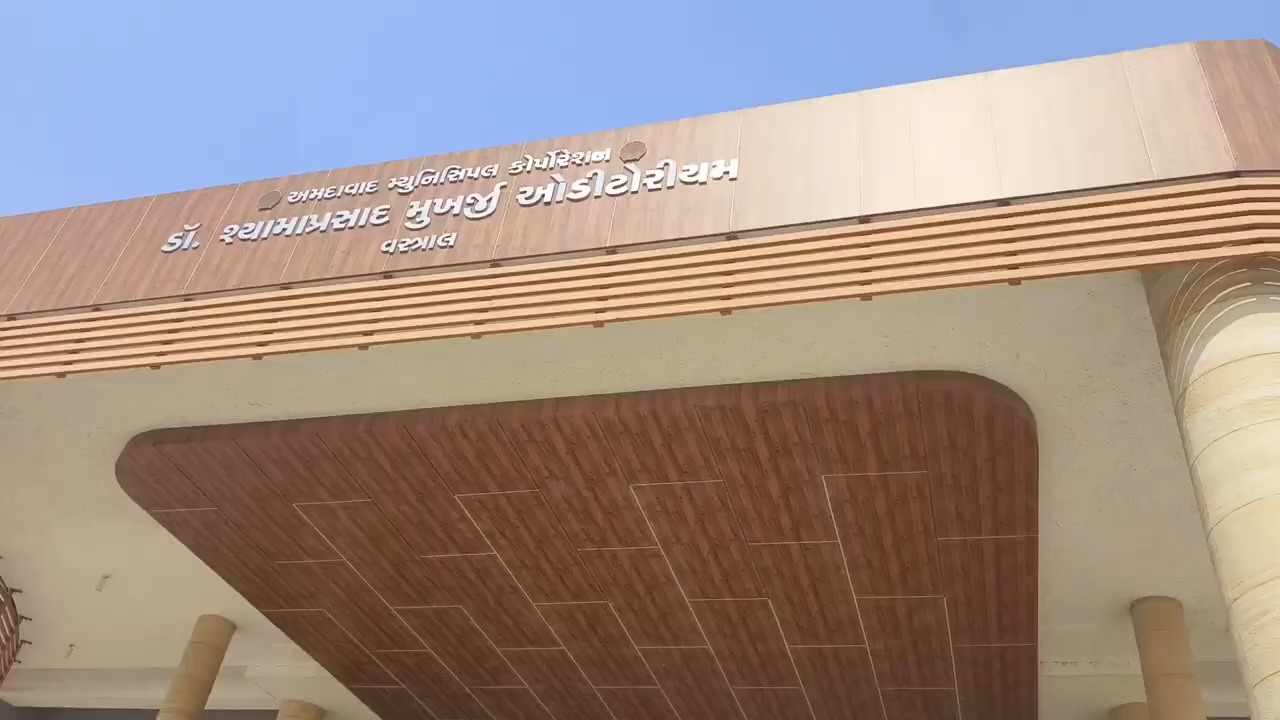 અમદાવાદ મ્યુનિસિપલ કોર્પોરેશન
ડૉ. શ્યામાપ્રસાદ મુખર્જી ઓડીટોરીયમ
વસ્ત્રાલ